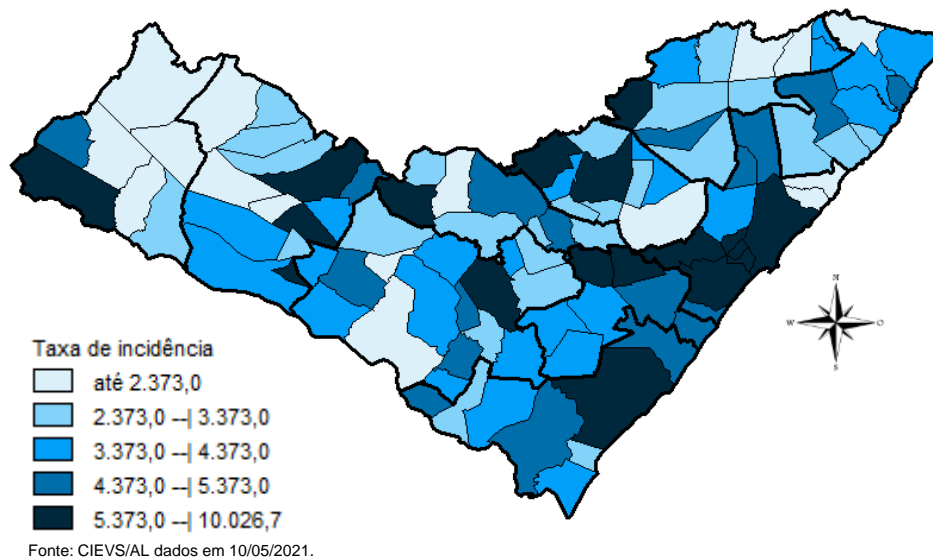 N
W
O
S
Taxa de incidência
até 2.373,0
2.373,0 --| 3.373,0
3.373,0 --| 4.373,0
4.373,0 --| 5.373,0
5.373,0 --| 10.026,7
Fonte: CIEVS/AL dados em 10/05/2021.